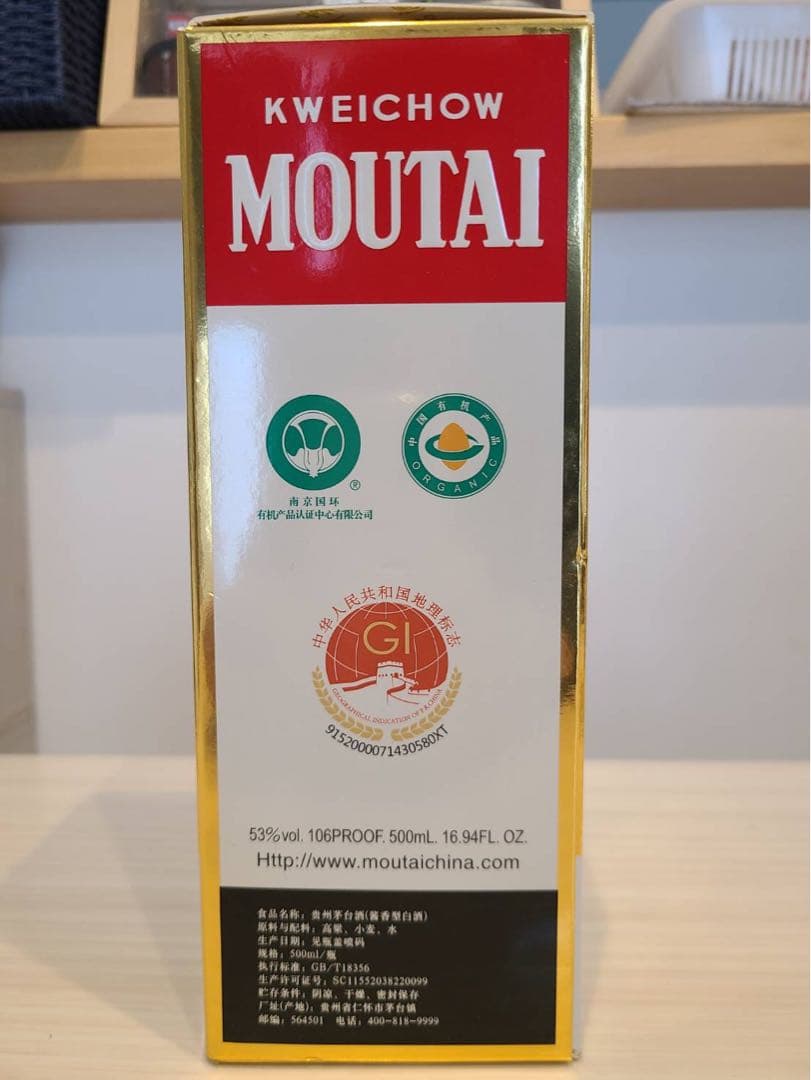 KWEICHOW
MOUTAI
®
南京国环
有机产品认证中心有限公司
中国有机产品
ORGANIC
中华人民共和国地理标志
GI
GEOGRAPHICAL INDICATION OF P.R.CHINA
9152000071430580XT
53%vol. 106PROOF. 500mL. 16.94FL. OZ.
Http://www.moutaichina.com
食品名称：贵州茅台酒(酱香型白酒)
原料与配料：高粱、小麦、水
生产日期：见瓶盖喷码
规格：500ml/瓶
执行标准：GB/T18356
生产许可证号：SC11552038220099
贮存条件：阴凉、干燥、密封保存
厂址(产地)：贵州省仁怀市茅台镇
邮编：564501 电话：400-818-9999